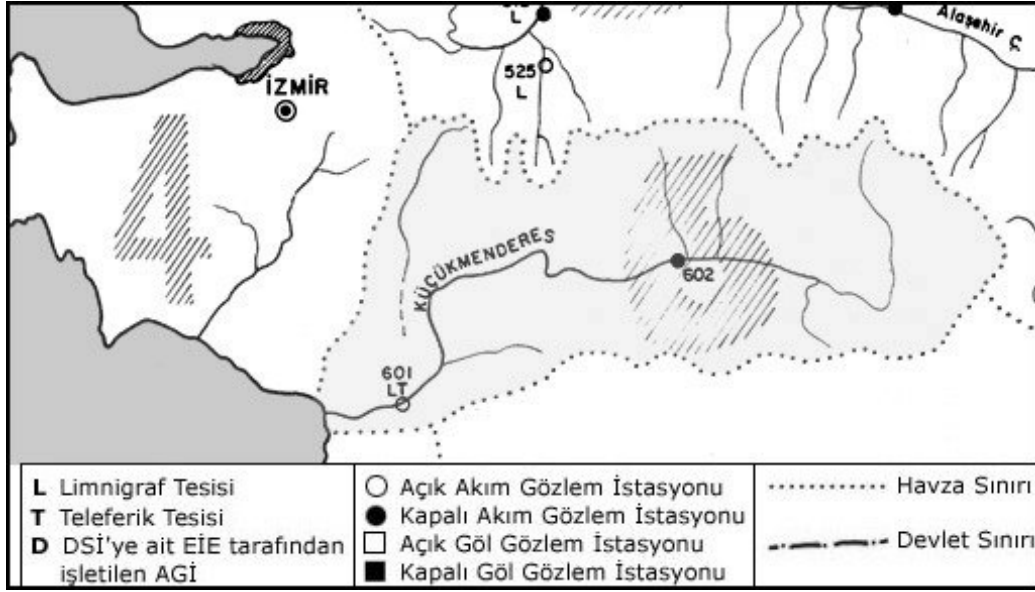 L
Alaşehir Ç.
525
L
İZMİR
4
KÜÇÜKMENDERES
602
601
LT
L Limnigraf Tesisi
T Teleferik Tesisi
D DSİ'ye ait EİE tarafından
işletilen AGİ
Açık Akım Gözlem İstasyonu
Kapalı Akım Gözlem İstasyonu
Açık Göl Gözlem İstasyonu
Kapalı Göl Gözlem İstasyonu
Havza Sınırı
Devlet Sınırı